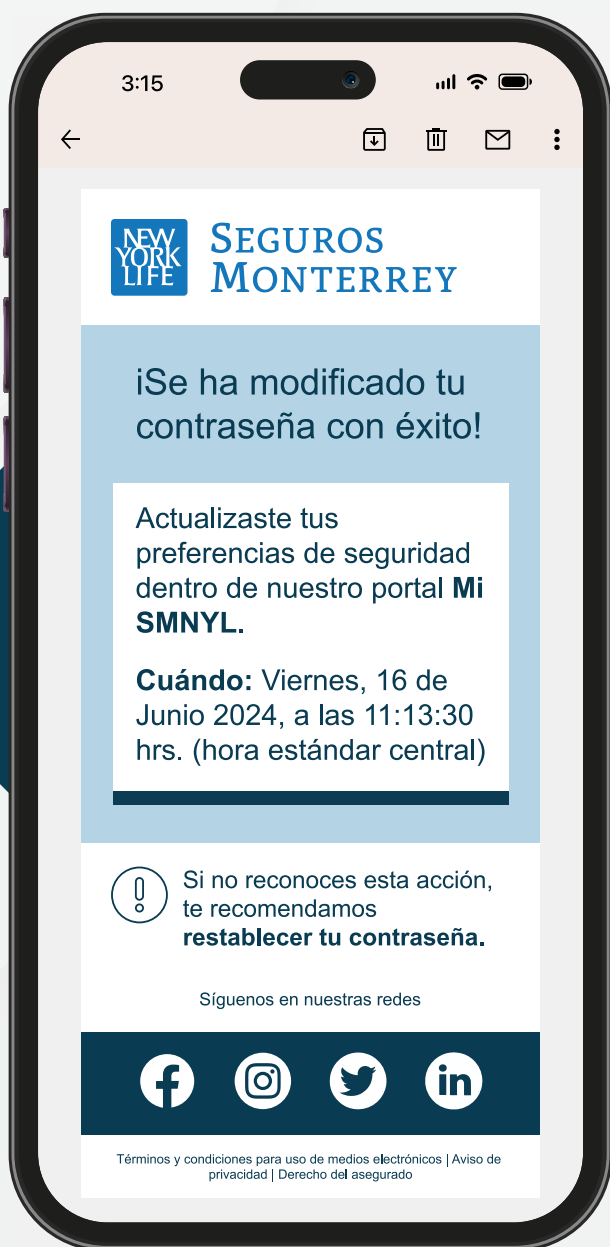 3:15
NEW
YORK
LIFE
SEGUROS
MONTERREY
¡Se ha modificado tu
contraseña con éxito!
Actualizaste tus
preferencias de seguridad
dentro de nuestro portal Mi
SMNYL.
Cuándo: Viernes, 16 de
Junio 2024, a las 11:13:30
hrs. (hora estándar central)
Si no reconoces esta acción,
te recomendamos
restablecer tu contraseña.
Síguenos en nuestras redes
Términos y condiciones para uso de medios electrónicos | Aviso de
privacidad | Derecho del asegurado